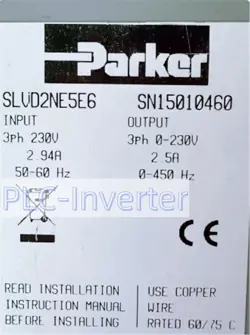 Parker
SLVD2NE5E6 SN15010460
INPUT OUTPUT
3ph 230V 3ph 0-230V
2.94A 2.5A
50-60 Hz 0-450 Hz
PLC-Inverter
READ INSTALLATION USE COPPER
INSTRUCTION MANUAL WIRE
BEFORE INSTALLING RATED 60/75 C